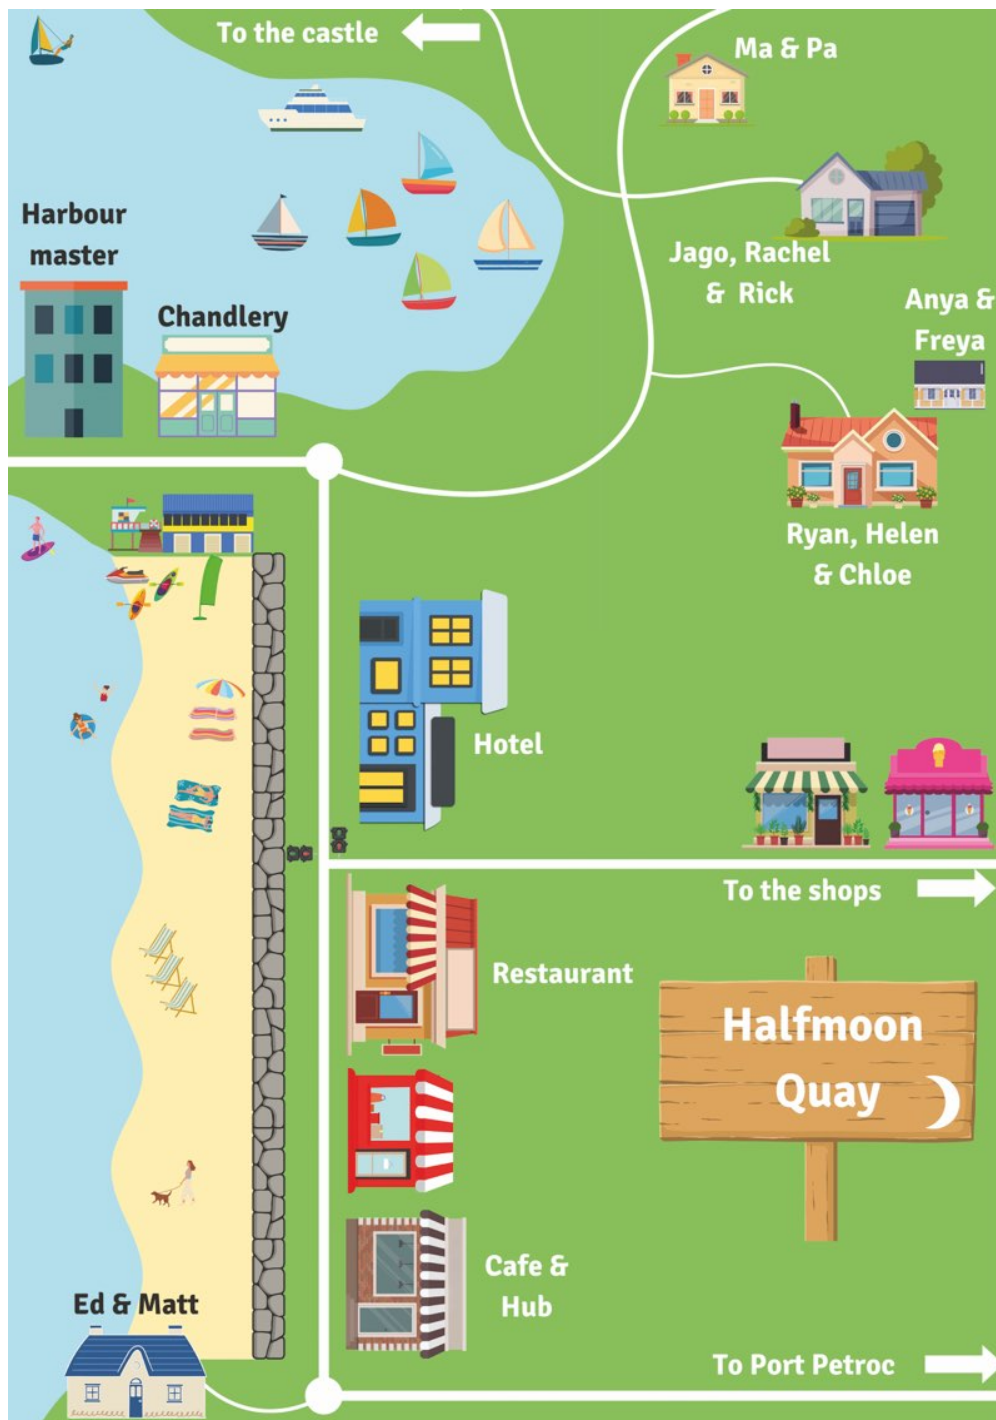 To the castle
Ma & Pa
Harbour
master
Jago, Rachel
& Rick
Anya &
Freya
Chandlery
Ryan, Helen
& Chloe
Hotel
To the shops
Restaurant
Halfmoon
Quay
Cafe &
Hub
Ed & Matt
To Port Petroc